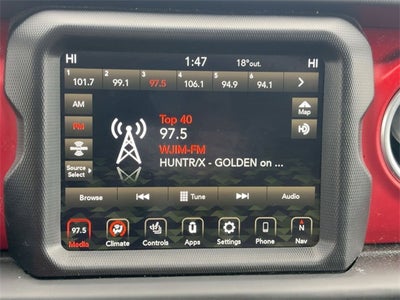 HI 1:47 18°out. HI
1 101.7 2 99.1 3 97.5 4 106.1 5 94.9 6 94.1
AM
FM
Source
Select
Map
Top 40
97.5
WJIM-FM
HUNTR/X - GOLDEN on ...
Browse Tune Audio
97.5 N
Media Climate Controls Apps Settings Phone Nav